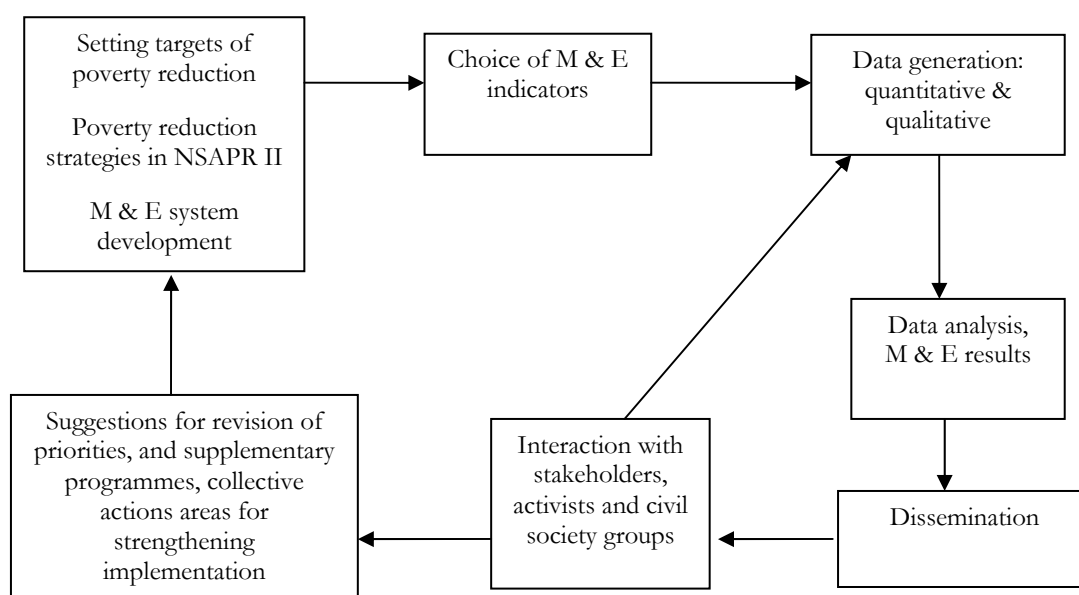 Setting targets of
poverty reduction
Poverty reduction
strategies in NSAPR II
M & E system
development
Choice of M & E
indicators
Data generation:
quantitative &
qualitative
Data analysis,
M & E results
Dissemination
Interaction with
stakeholders,
activists and civil
society groups
Suggestions for revision of
priorities, and supplementary
programmes, collective
actions areas for
strengthening
implementation